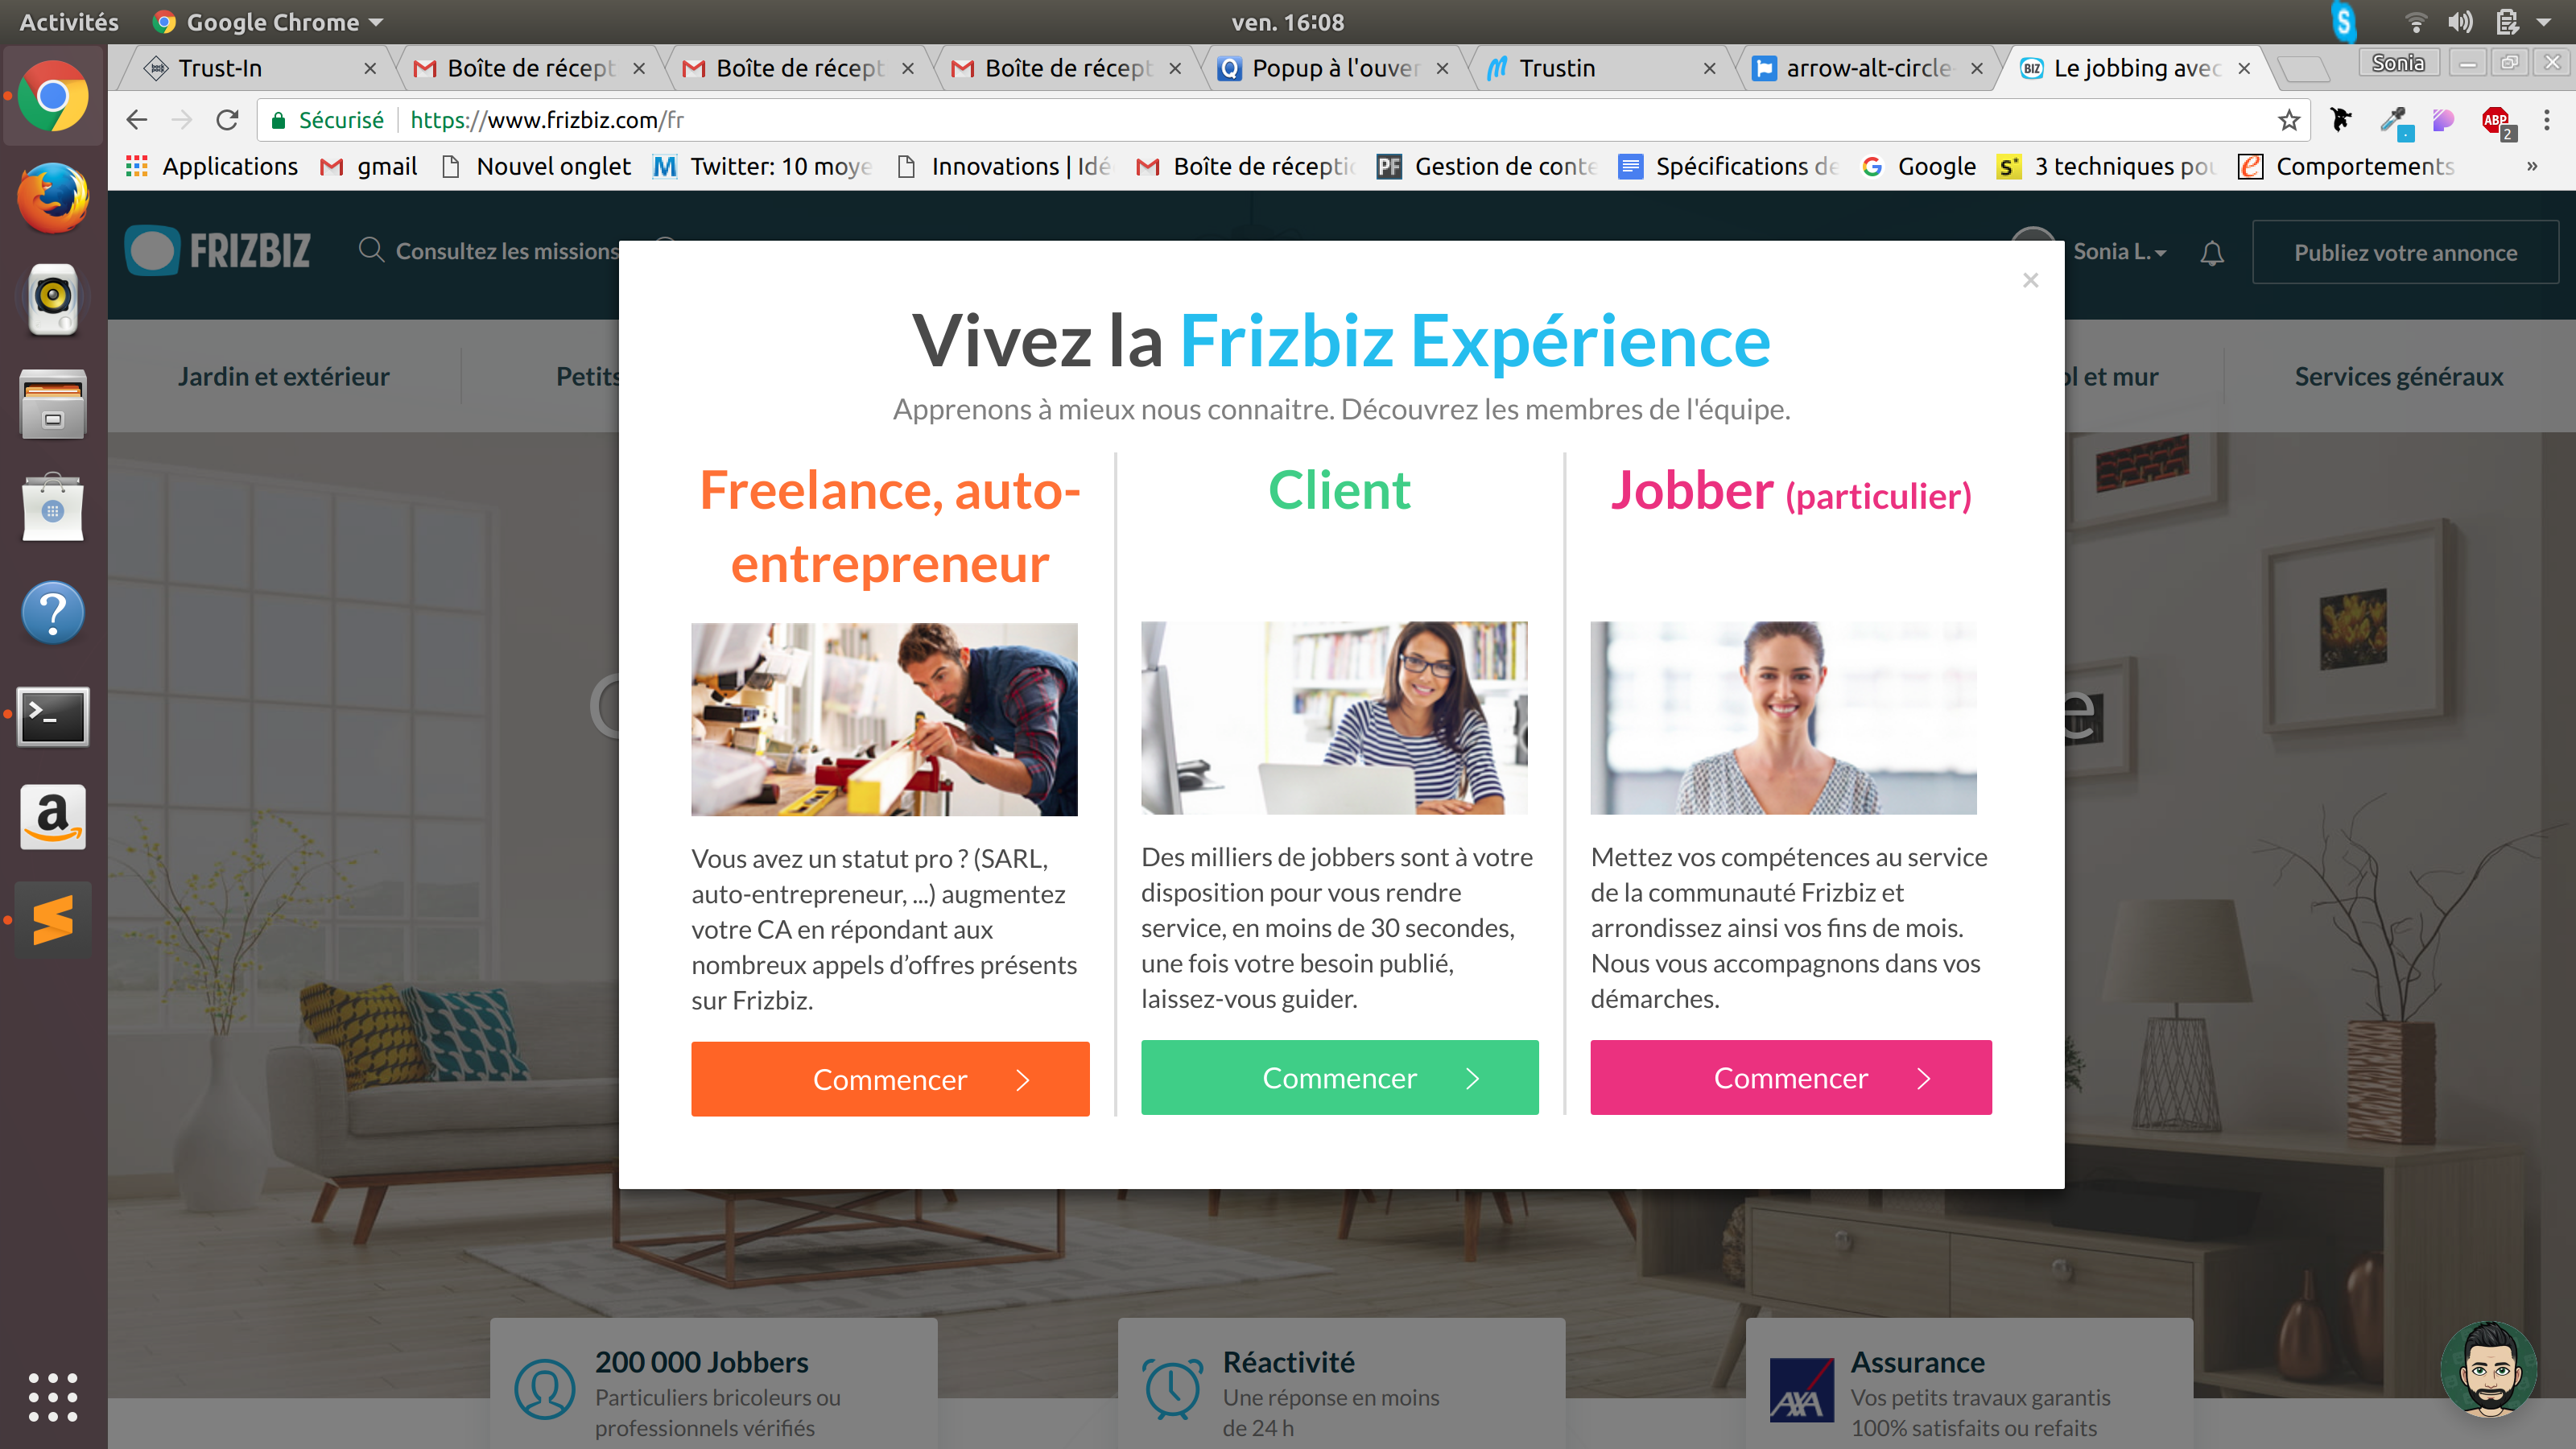 Activités
Google Chrome
ven. 16:08
Trust-In
Boîte de récept
Boîte de récept
Boîte de récept
Popup à l'ouver
Trustin
arrow-alt-circle-
BIZ
Le jobbing avec
Sonia
Sécurisé
https://www.frizbiz.com/fr
ABP
2
Applications
gmail
Nouvel onglet
Twitter: 10 moye
Innovations | Idé
Boîte de réceptio
PF
Gestion de conte
Spécifications de
Google
3 techniques pou
Comportements
»
FRIZBIZ
Consultez les missions
Sonia L.
Publiez votre annonce
Jardin et extérieur
Petits
ol et mur
Services généraux
Vivez la Frizbiz Expérience
Apprenons à mieux nous connaitre. Découvrez les membres de l'équipe.
Freelance, auto-
entrepreneur
Vous avez un statut pro ? (SARL,
auto-entrepreneur, ...) augmentez
votre CA en répondant aux
nombreux appels d’offres présents
sur Frizbiz.
Commencer
Client
Des milliers de jobbers sont à votre
disposition pour vous rendre
service, en moins de 30 secondes,
une fois votre besoin publié,
laissez-vous guider.
Commencer
Jobber (particulier)
Mettez vos compétences au service
de la communauté Frizbiz et
arrondissez ainsi vos fins de mois.
Nous vous accompagnons dans vos
démarches.
Commencer
200 000 Jobbers
Particuliers bricoleurs ou
professionnels vérifiés
Réactivité
Une réponse en moins
de 24 h
AXA
Assurance
Vos petits travaux garantis
100% satisfaits ou refaits